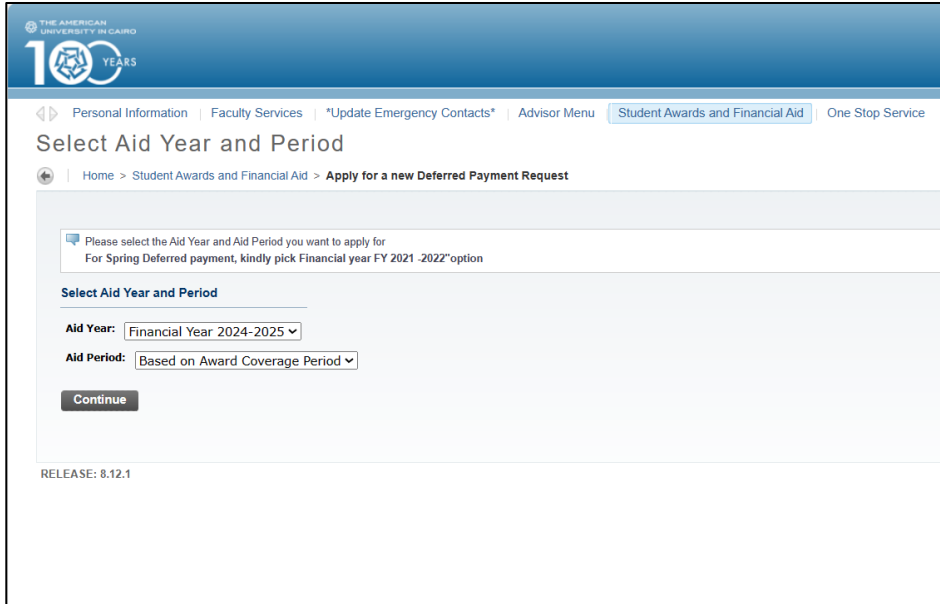 THE AMERICAN
UNIVERSITY IN CAIRO
100 YEARS
Personal Information | Faculty Services | *Update Emergency Contacts* | Advisor Menu | Student Awards and Financial Aid | One Stop Service
Select Aid Year and Period
Home > Student Awards and Financial Aid > Apply for a new Deferred Payment Request
Please select the Aid Year and Aid Period you want to apply for
For Spring Deferred payment, kindly pick Financial year FY 2021 -2022"option
Select Aid Year and Period
Aid Year: Financial Year 2024-2025
Aid Period: Based on Award Coverage Period
Continue
RELEASE: 8.12.1